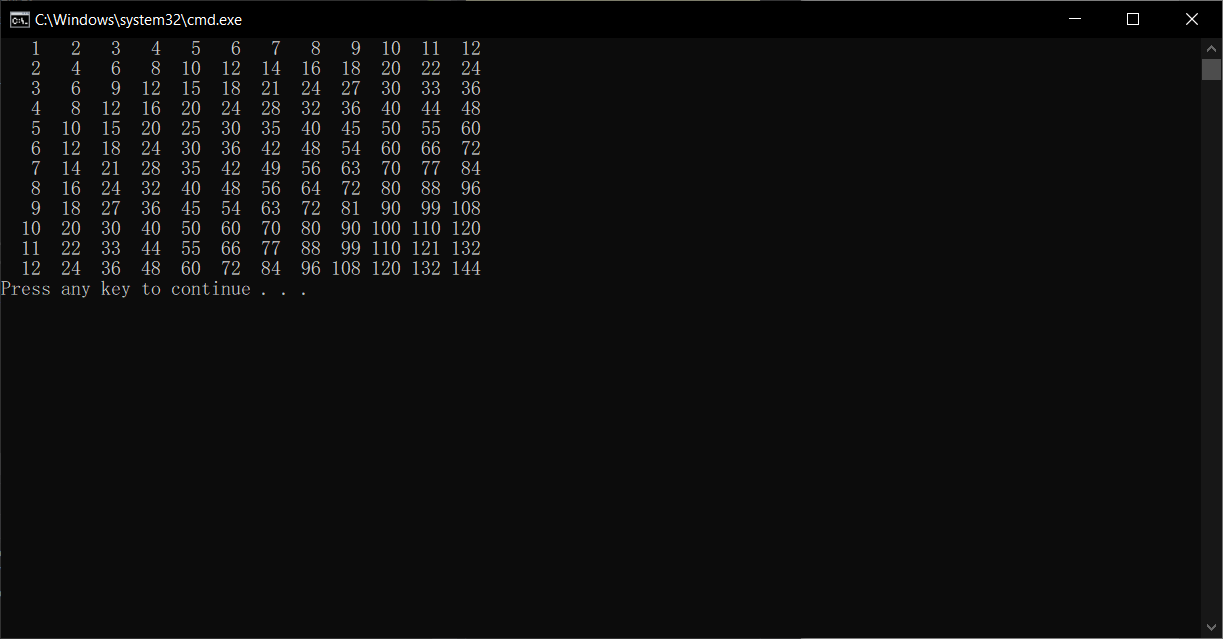 C:\Windows\system32\cmd.exe
   1   2   3   4   5   6   7   8   9  10  11  12
   2   4   6   8  10  12  14  16  18  20  22  24
   3   6   9  12  15  18  21  24  27  30  33  36
   4   8  12  16  20  24  28  32  36  40  44  48
   5  10  15  20  25  30  35  40  45  50  55  60
   6  12  18  24  30  36  42  48  54  60  66  72
   7  14  21  28  35  42  49  56  63  70  77  84
   8  16  24  32  40  48  56  64  72  80  88  96
   9  18  27  36  45  54  63  72  81  90  99 108
  10  20  30  40  50  60  70  80  90 100 110 120
  11  22  33  44  55  66  77  88  99 110 121 132
  12  24  36  48  60  72  84  96 108 120 132 144
Press any key to continue . . .